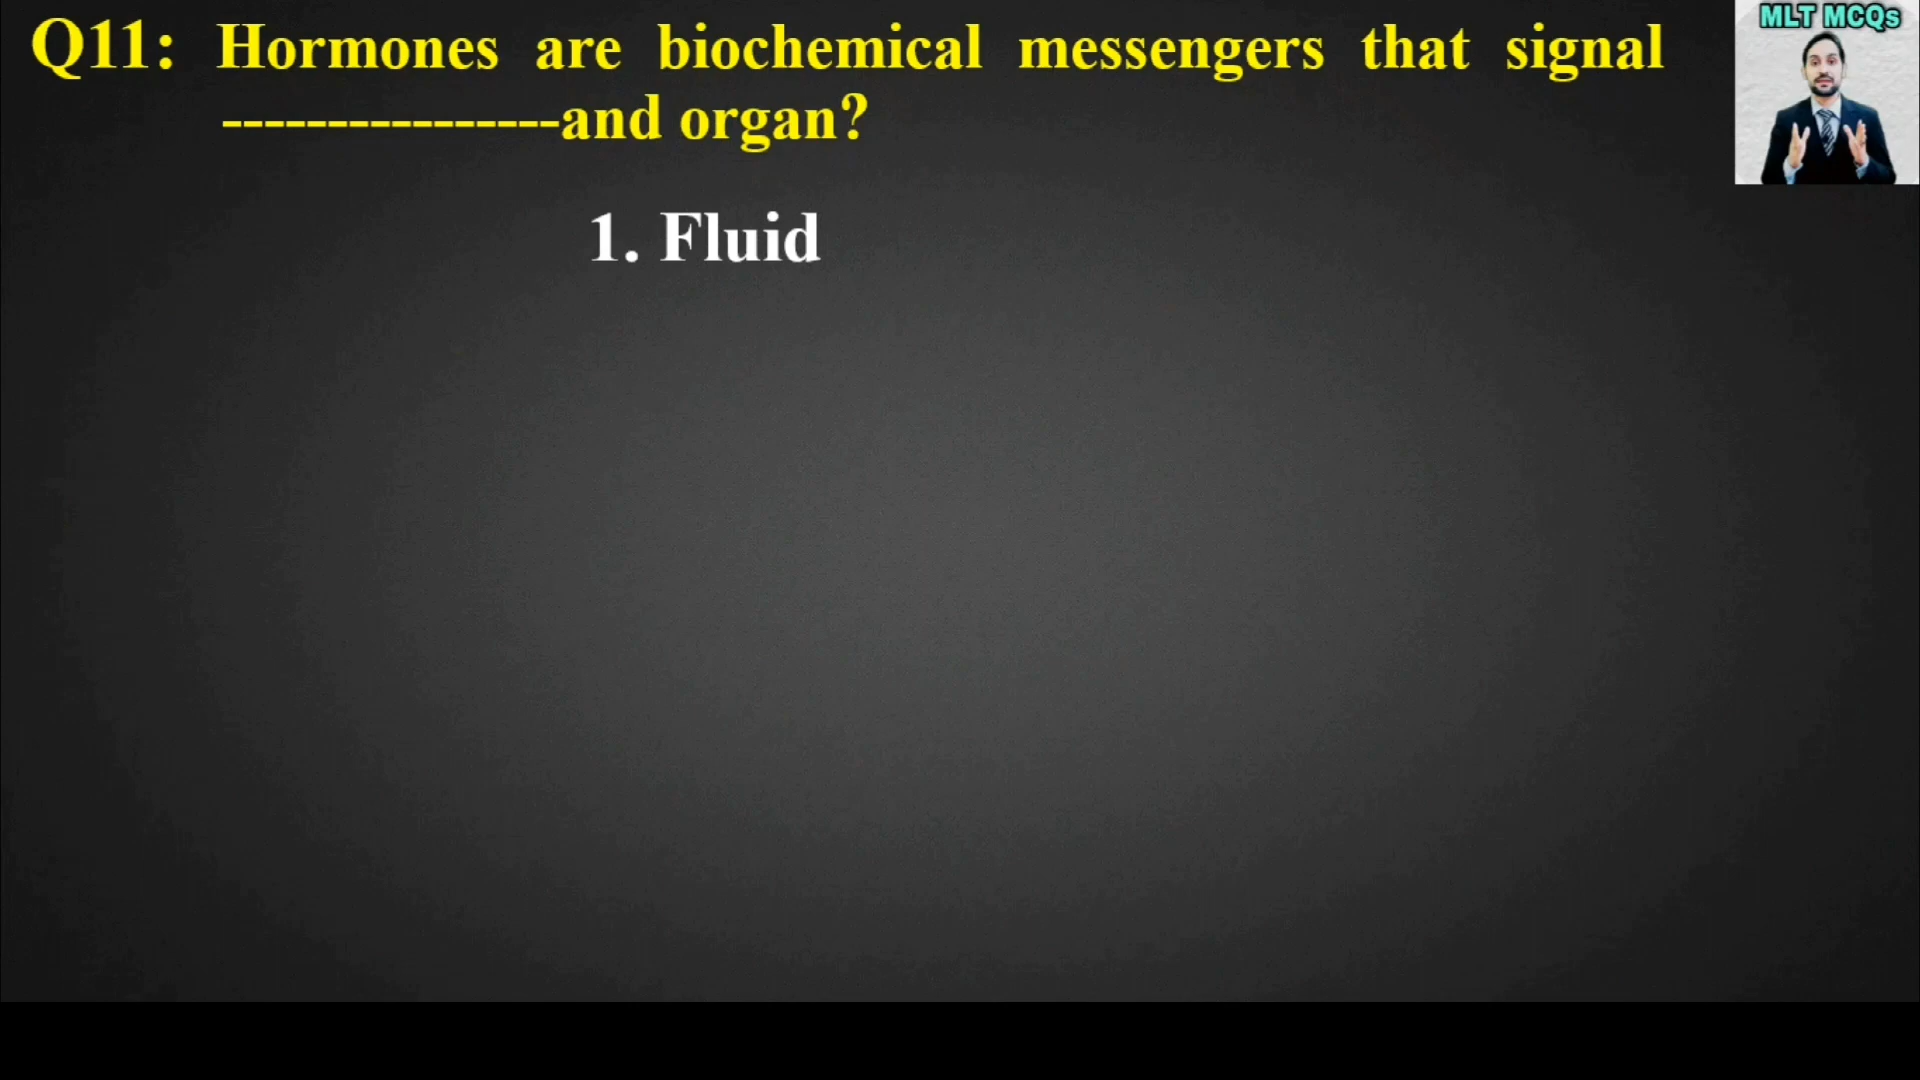 MLT MCQs
Q11: Hormones are biochemical messengers that signal
----------------and organ?
1. Fluid